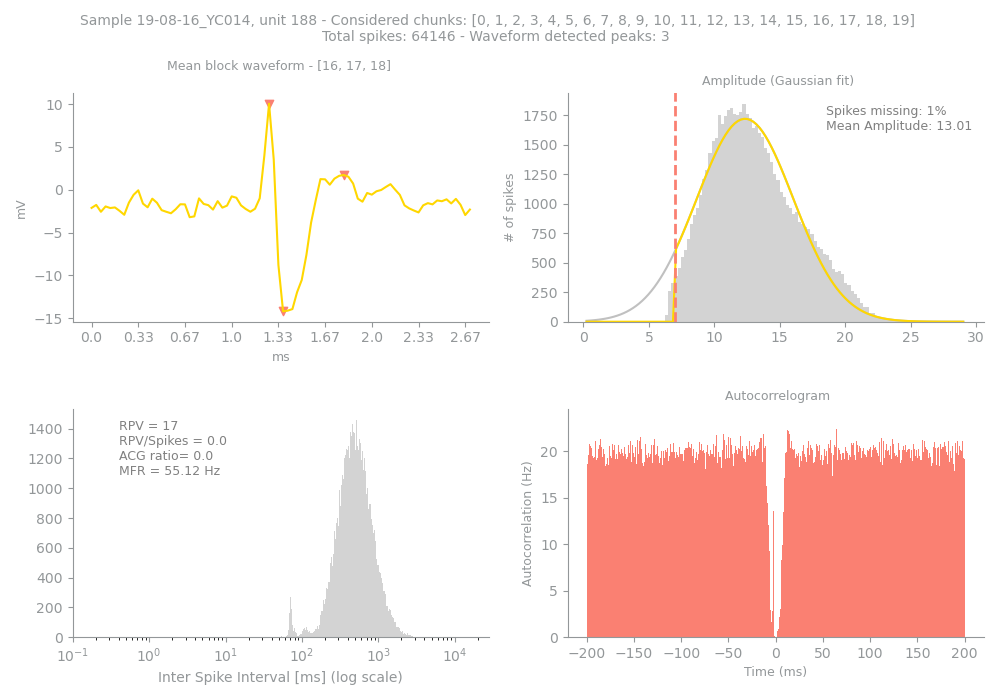 Sample 19-08-16_YC014, unit 188 - Considered chunks: [0, 1, 2, 3, 4, 5, 6, 7, 8, 9, 10, 11, 12, 13, 14, 15, 16, 17, 18, 19]
Total spikes: 64146 - Waveform detected peaks: 3
Mean block waveform - [16, 17, 18]
10
5
0
−5
−10
−15
mV
0.0 0.33 0.67 1.0 1.33 1.67 2.0 2.33 2.67
ms
Amplitude (Gaussian fit)
Spikes missing: 1%
Mean Amplitude: 13.01
1750
1500
1250
1000
750
500
250
0
# of spikes
0 5 10 15 20 25 30
RPV = 17
RPV/Spikes = 0.0
ACG ratio= 0.0
MFR = 55.12 Hz
1400
1200
1000
800
600
400
200
0
10⁻¹ 10⁰ 10¹ 10² 10³ 10⁴
Inter Spike Interval [ms] (log scale)
Autocorrelogram
20
15
10
5
0
Autocorrelation (Hz)
−200 −150 −100 −50 0 50 100 150 200
Time (ms)